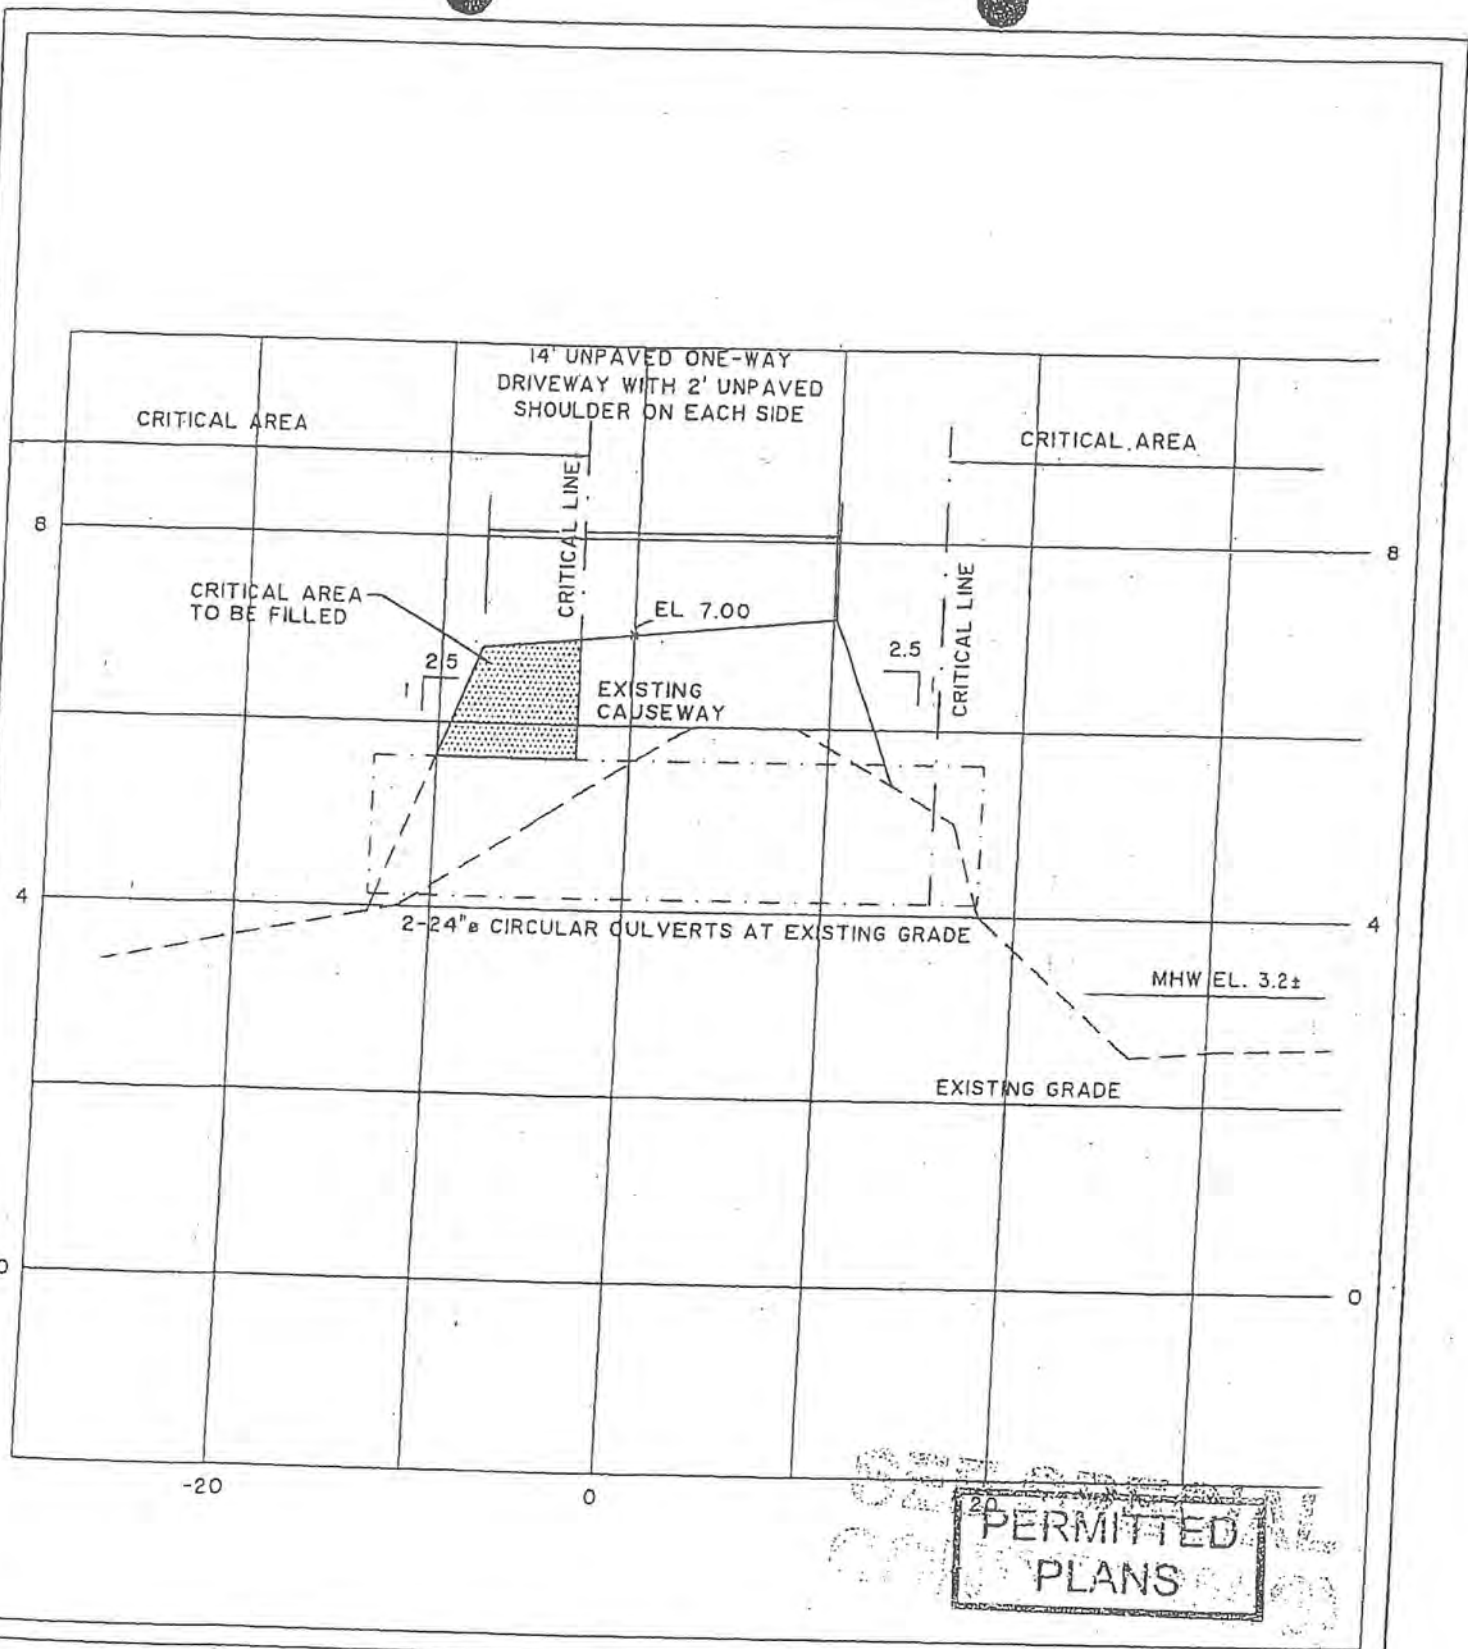 14' UNPAVED ONE-WAY
DRIVEWAY WITH 2' UNPAVED
SHOULDER ON EACH SIDE
CRITICAL AREA
CRITICAL AREA
CRITICAL LINE
8
8
CRITICAL AREA
TO BE FILLED
EL 7.00
CRITICAL LINE
2.5
1
2.5
EXISTING
CAUSEWAY
4
4
2-24"ø CIRCULAR CULVERTS AT EXISTING GRADE
MHW EL. 3.2±
EXISTING GRADE
0
0
-20
0
20
PERMITTED
PLANS